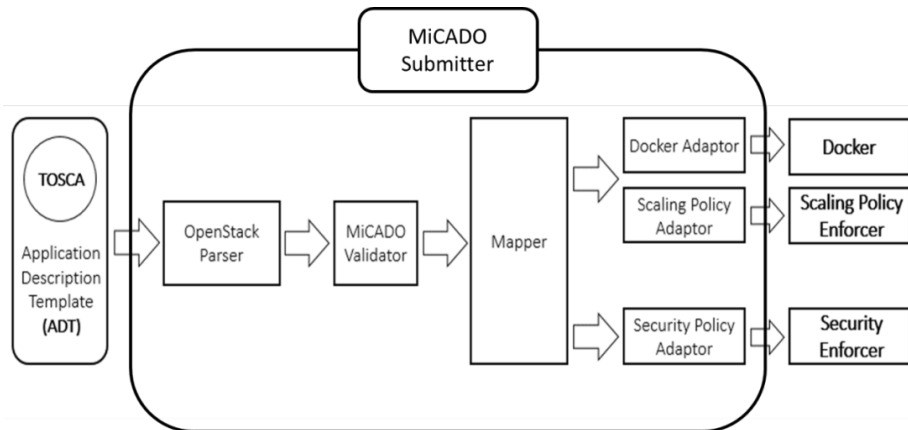 MiCADO
Submitter
TOSCA
Application
Description
Template
(ADT)
OpenStack
Parser
MiCADO
Validator
Mapper
Docker Adaptor
Scaling Policy
Adaptor
Security Policy
Adaptor
Docker
Scaling Policy
Enforcer
Security
Enforcer